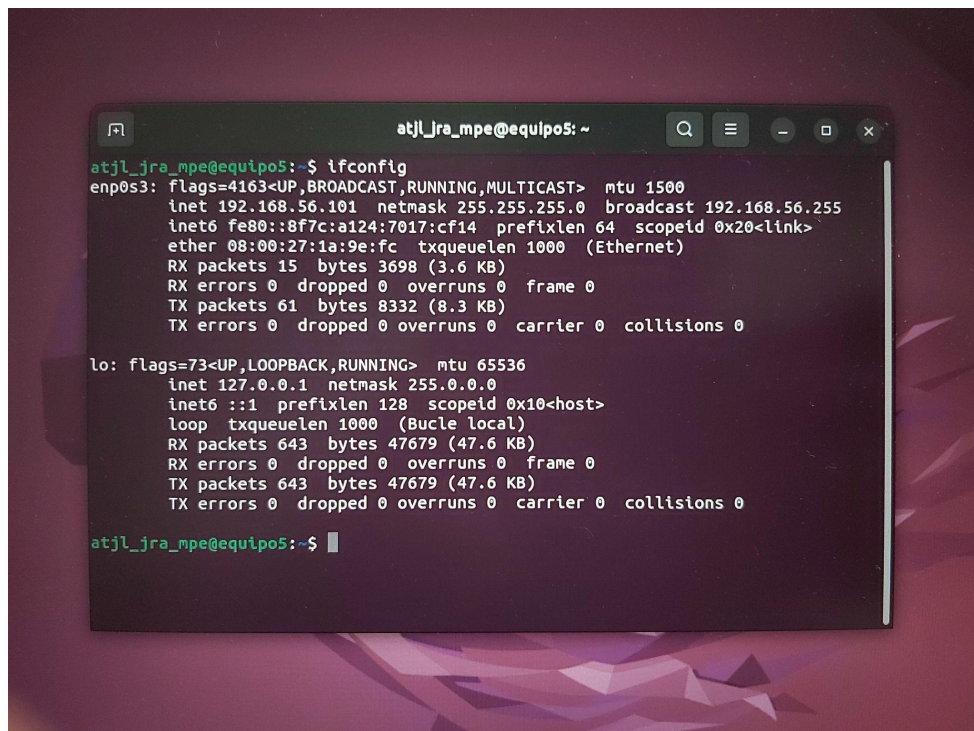 atjl_jra_mpe@equipo5: ~
atjl_jra_mpe@equipo5:~$ ifconfig
enp0s3: flags=4163<UP,BROADCAST,RUNNING,MULTICAST>  mtu 1500
        inet 192.168.56.101  netmask 255.255.255.0  broadcast 192.168.56.255
        inet6 fe80::8f7c:a124:7017:cf14  prefixlen 64  scopeid 0x20<link>
        ether 08:00:27:1a:9e:fc  txqueuelen 1000  (Ethernet)
        RX packets 15  bytes 3698 (3.6 KB)
        RX errors 0  dropped 0  overruns 0  frame 0
        TX packets 61  bytes 8332 (8.3 KB)
        TX errors 0  dropped 0 overruns 0  carrier 0  collisions 0
lo: flags=73<UP,LOOPBACK,RUNNING>  mtu 65536
        inet 127.0.0.1  netmask 255.0.0.0
        inet6 ::1  prefixlen 128  scopeid 0x10<host>
        loop  txqueuelen 1000  (Bucle local)
        RX packets 643  bytes 47679 (47.6 KB)
        RX errors 0  dropped 0  overruns 0  frame 0
        TX packets 643  bytes 47679 (47.6 KB)
        TX errors 0  dropped 0 overruns 0  carrier 0  collisions 0
atjl_jra_mpe@equipo5:~$